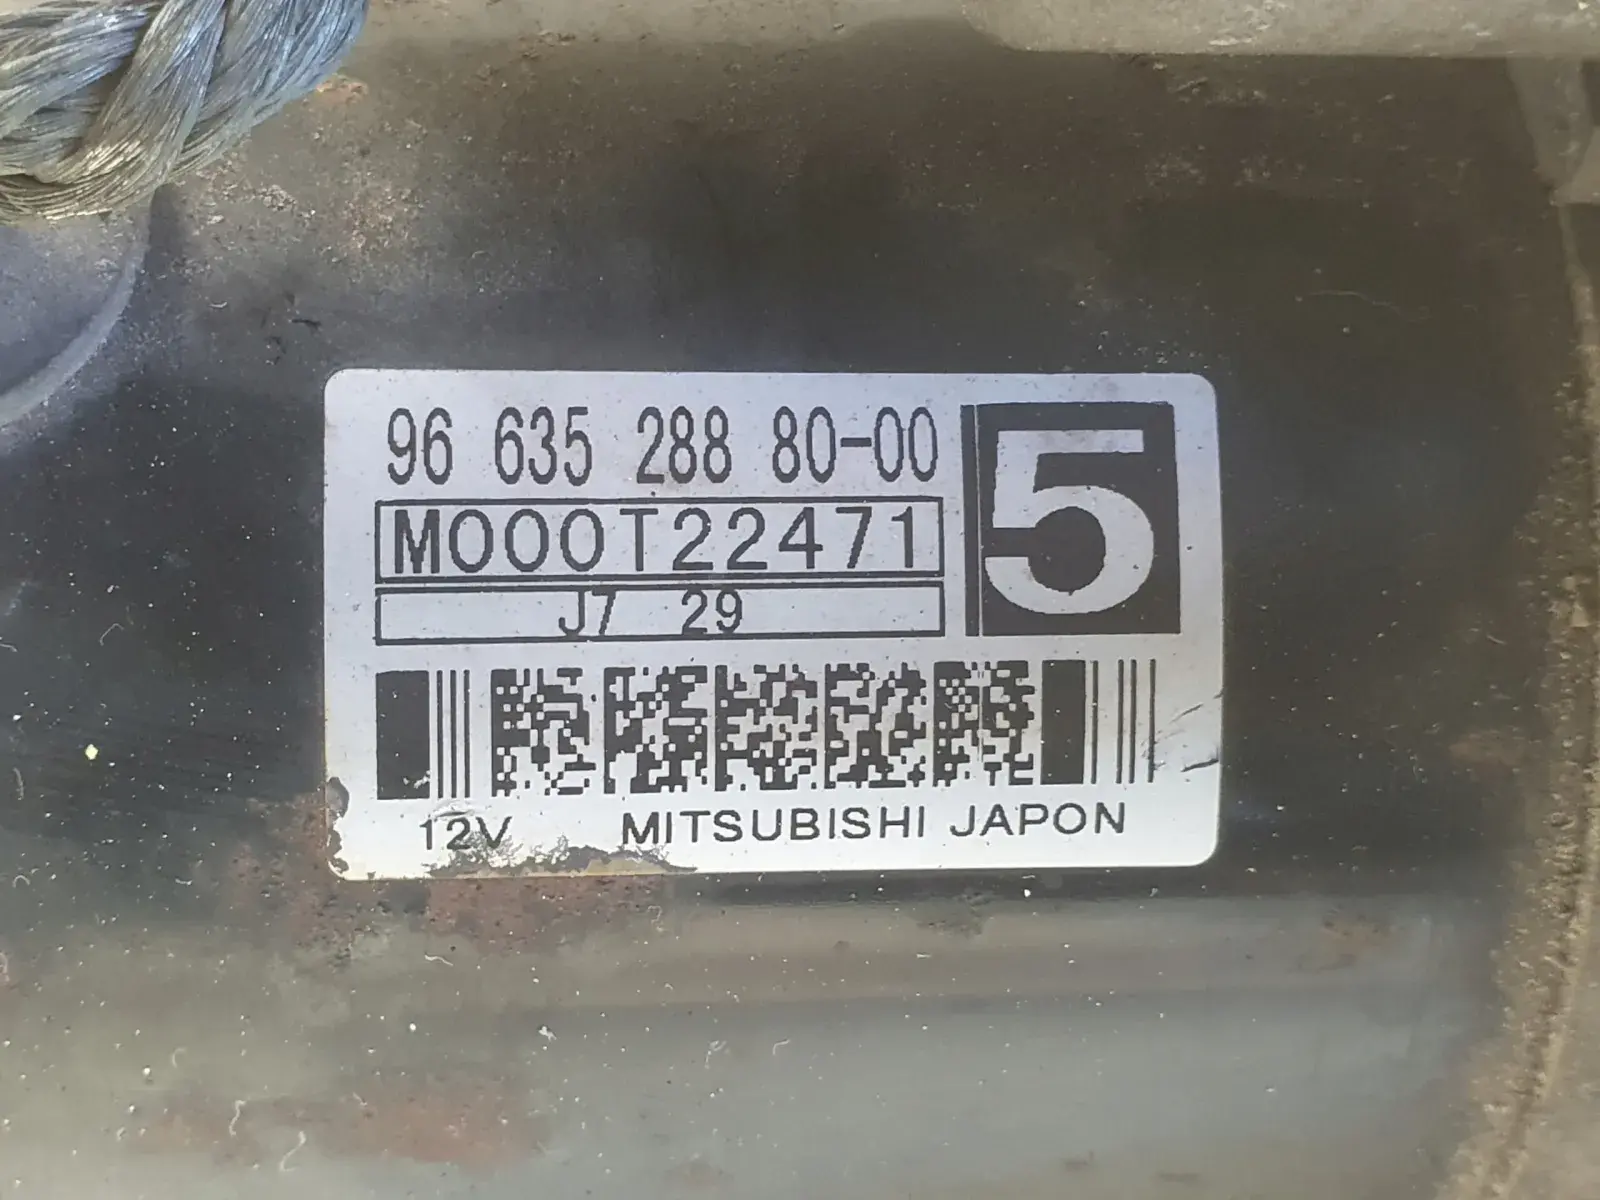 96 635 288 80-00
5
M000T22471
J7 29
12V MITSUBISHI JAPON